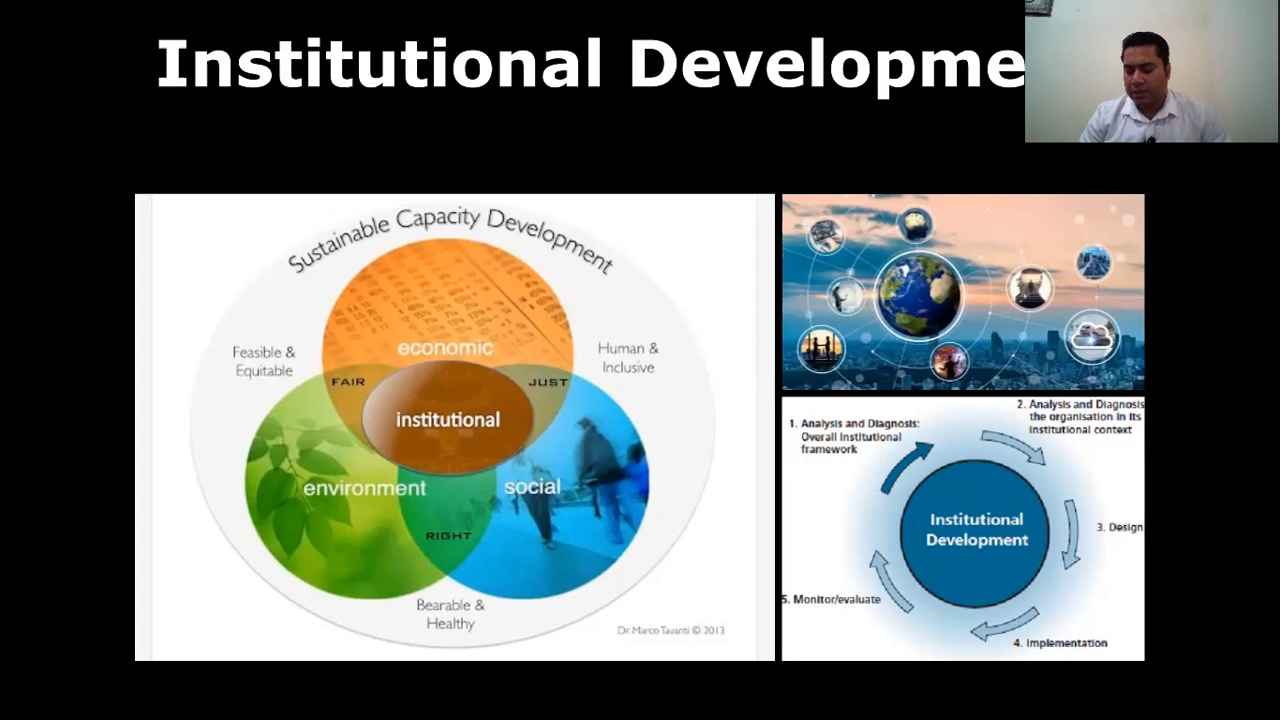 Institutional Developme
Sustainable Capacity Development
economic
Feasible &
Equitable
Human &
Inclusive
FAIR
JUST
institutional
environment
social
RIGHT
Bearable &
Healthy
Dr. Marco Tavanti © 2013
1. Analysis and Diagnosis:
Overall Institutional
framework
2. Analysis and Diagnosis
the organisation in its
institutional context
Institutional
Development
3. Design
4. Implementation
5. Monitor/evaluate